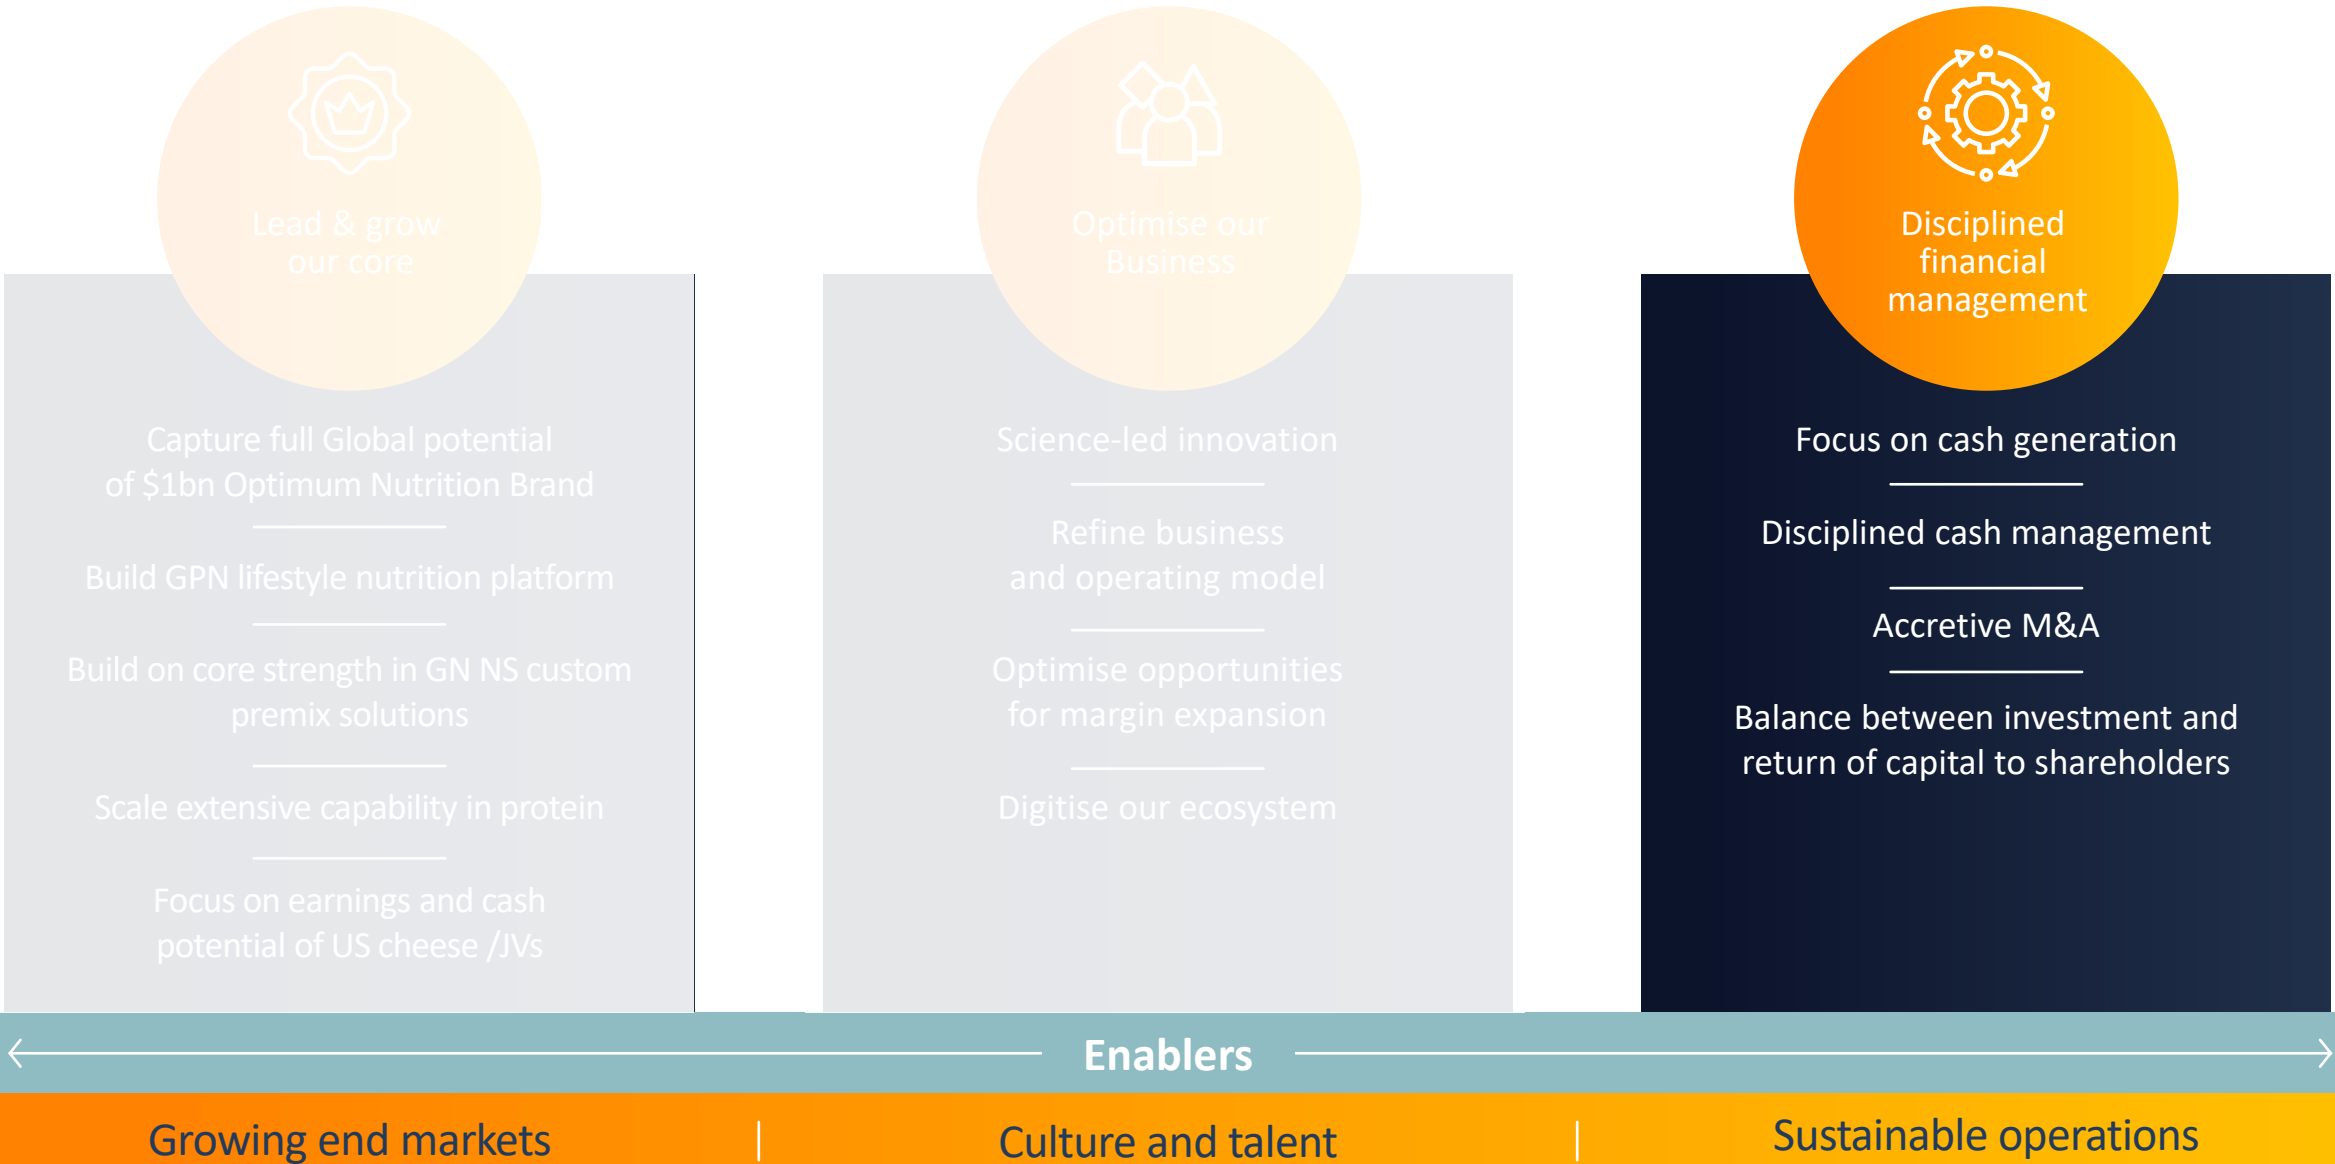 Lead & grow
our core
Capture full Global potential
of $1bn Optimum Nutrition Brand
Build GPN lifestyle nutrition platform
Build on core strength in GN NS custom
premix solutions
Scale extensive capability in protein
Focus on earnings and cash
potential of US cheese /JVs
Optimise our
Business
Science-led innovation
Refine business
and operating model
Optimise opportunities
for margin expansion
Digitise our ecosystem
Disciplined
financial
management
Focus on cash generation
Disciplined cash management
Accretive M&A
Balance between investment and
return of capital to shareholders
Enablers
Growing end markets
Culture and talent
Sustainable operations